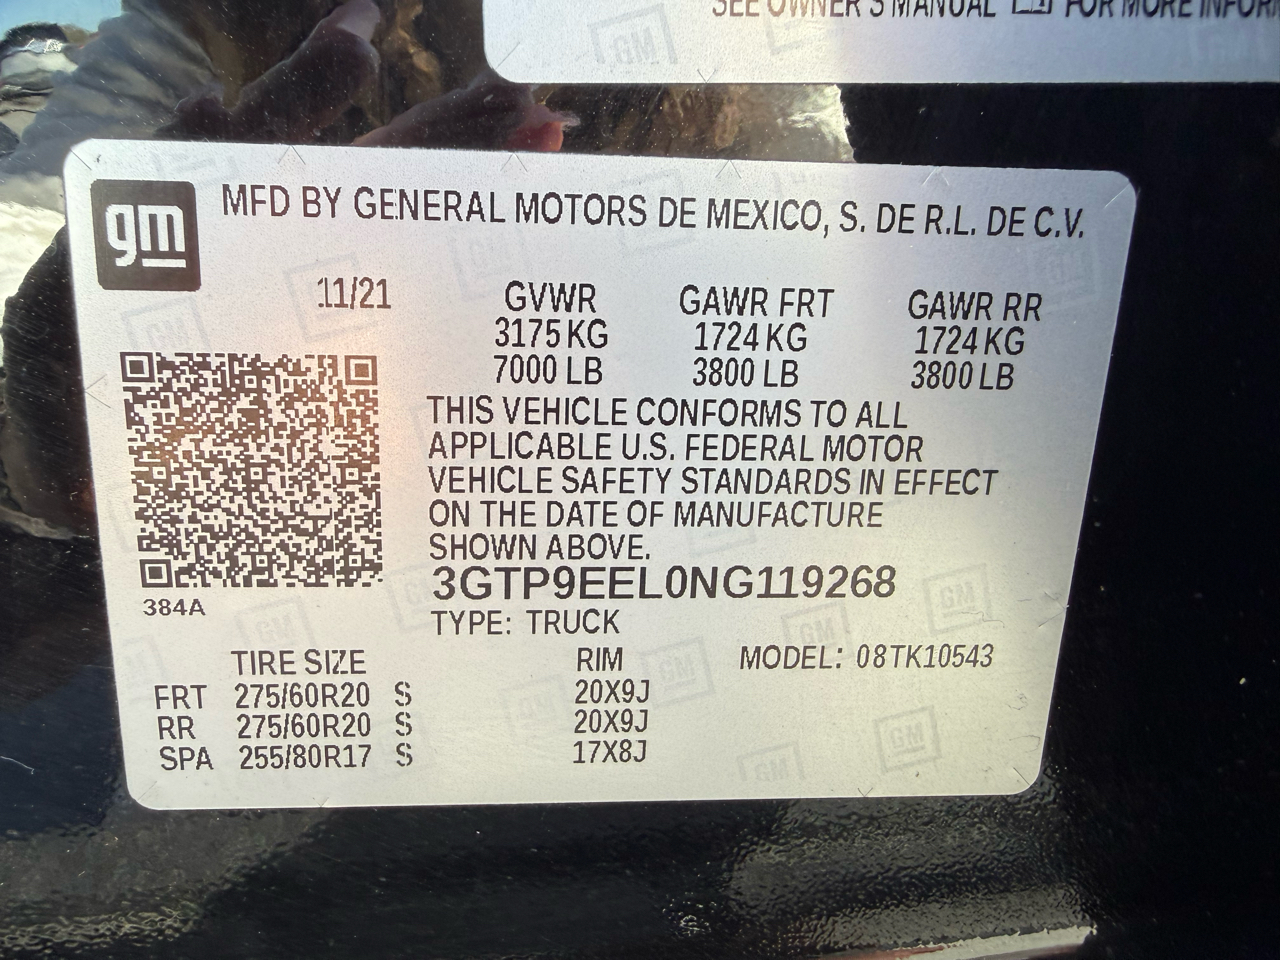 SEE OWNER'S MANUAL FOR MORE
gm
MFD BY GENERAL MOTORS DE MEXICO, S. DE R.L. DE C.V.
11/21 GVWR GAWR FRT GAWR RR
3175 KG 1724 KG 1724 KG
7000 LB 3800 LB 3800 LB
THIS VEHICLE CONFORMS TO ALL
APPLICABLE U.S. FEDERAL MOTOR
VEHICLE SAFETY STANDARDS IN EFFECT
ON THE DATE OF MANUFACTURE
SHOWN ABOVE.
3GTP9EEL0NG119268
384A
TYPE: TRUCK
TIRE SIZE RIM MODEL: 08TK10543
FRT 275/60R20 S 20X9J
RR 275/60R20 S 20X9J
SPA 255/80R17 S 17X8J